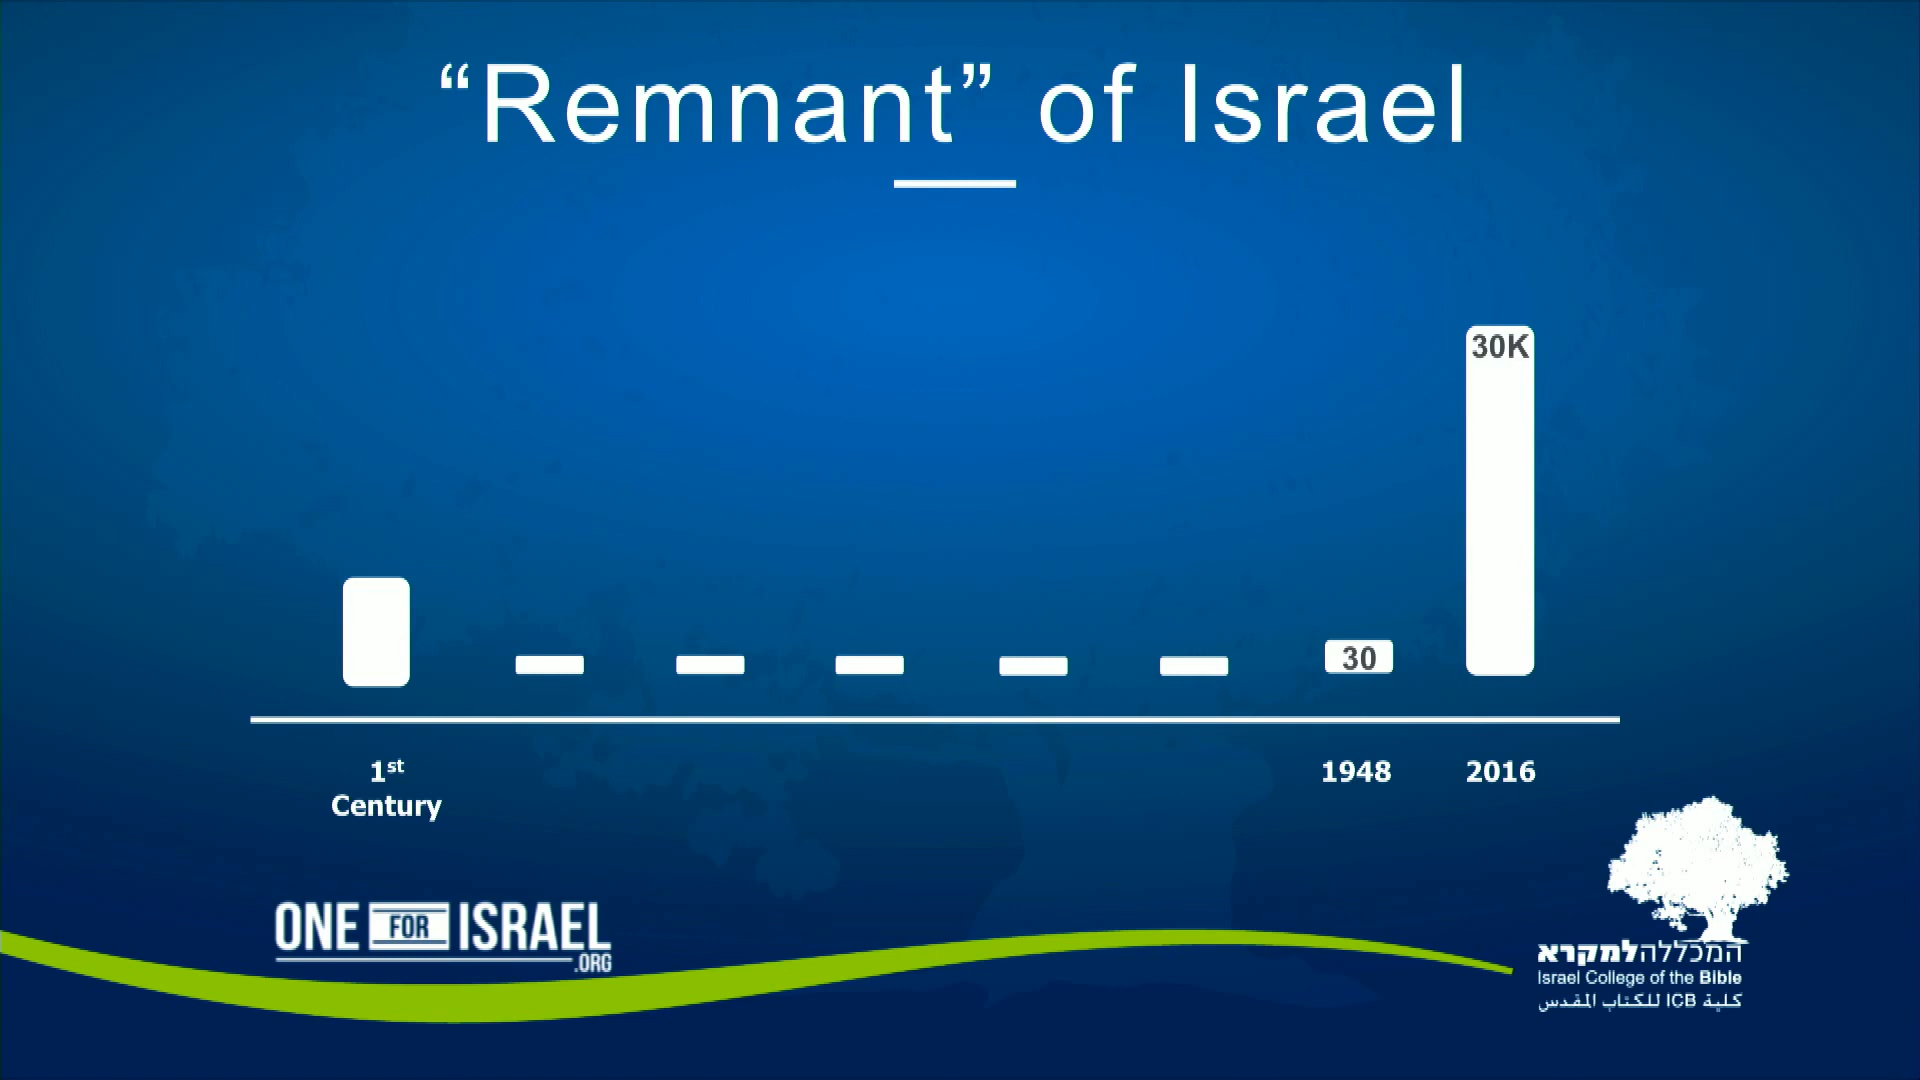 “Remnant” of Israel
30K
30
1st
Century
1948
2016
ONE FOR ISRAEL
.ORG
המכללהלמקרא
Israel College of the Bible
كلية ICB للكتاب المقدس